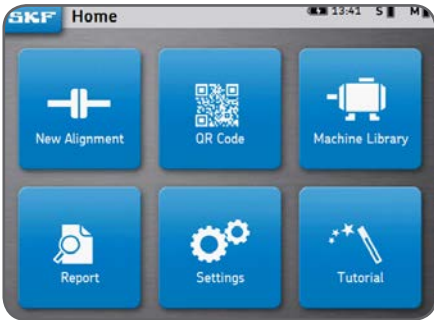 SKF Home 13:41 S M
New Alignment QR Code Machine Library
Report Settings Tutorial